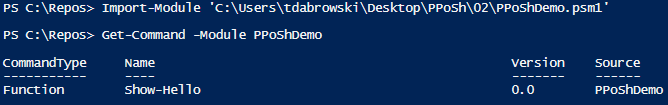 PS C:\Repos> Import-Module 'C:\Users\tdabrowski\Desktop\PPoSh\02\PPoShDemo.psm1'
PS C:\Repos> Get-Command -Module PPoShDemo
CommandType     Name                                               Version    Source
-----------     ----                                               -------    ------
Function        Show-Hello                                         0.0        PPoShDemo